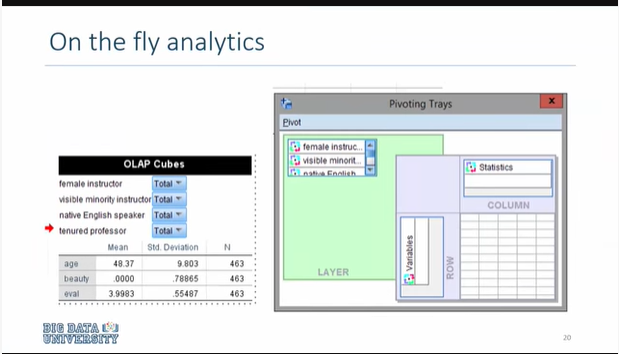 On the fly analytics
OLAP Cubes
female instructor Total
visible minority instructor Total
native English speaker Total
tenured professor Total
Mean Std. Deviation N
age 48.37 9.803 463
beauty .0000 .78865 463
eval 3.9983 .55487 463
Pivoting Trays
x
Pivot
female instruc...
visible minorit...
native English
Statistics
COLUMN
Variables
ROW
LAYER
BIG DATA
UNIVERSITY
20